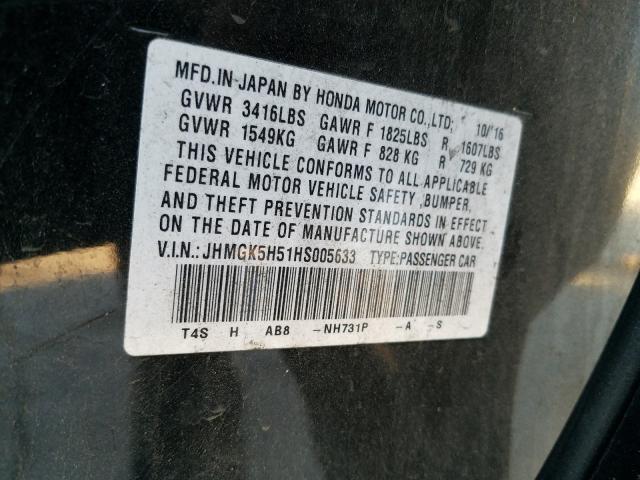 MFD.IN-JAPAN BY HONDA MOTOR CO.,LTD; 10/'16
GVWR 3416LBS GAWR F 1825LBS R 1607LBS
GVWR 1549KG GAWR F 828 KG R 729 KG
THIS VEHICLE CONFORMS TO ALL APPLICABLE
FEDERAL MOTOR VEHICLE SAFETY ,BUMPER,
AND THEFT PREVENTION STANDARDS IN EFFECT
ON THE DATE OF MANUFACTURE SHOWN ABOVE.
V.I.N.:JHMGK5H51HS005633 TYPE:PASSENGER CAR
T4S H AB8 -NH731P -A -S